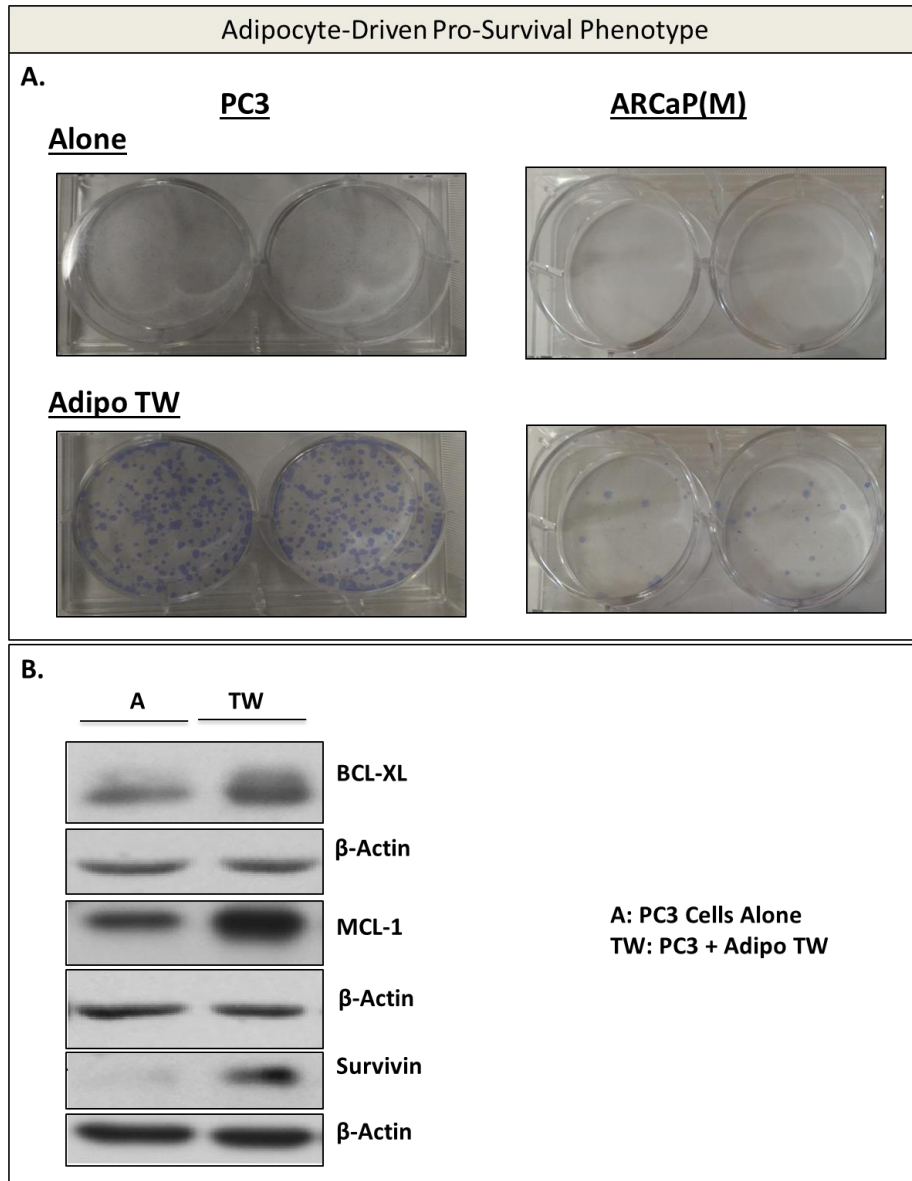 Adipocyte-Driven Pro-Survival Phenotype
A.
PC3
ARCaP(M)
Alone
Adipo TW
B.
A
TW
BCL-XL
β-Actin
MCL-1
β-Actin
Survivin
β-Actin
A: PC3 Cells Alone
TW: PC3 + Adipo TW